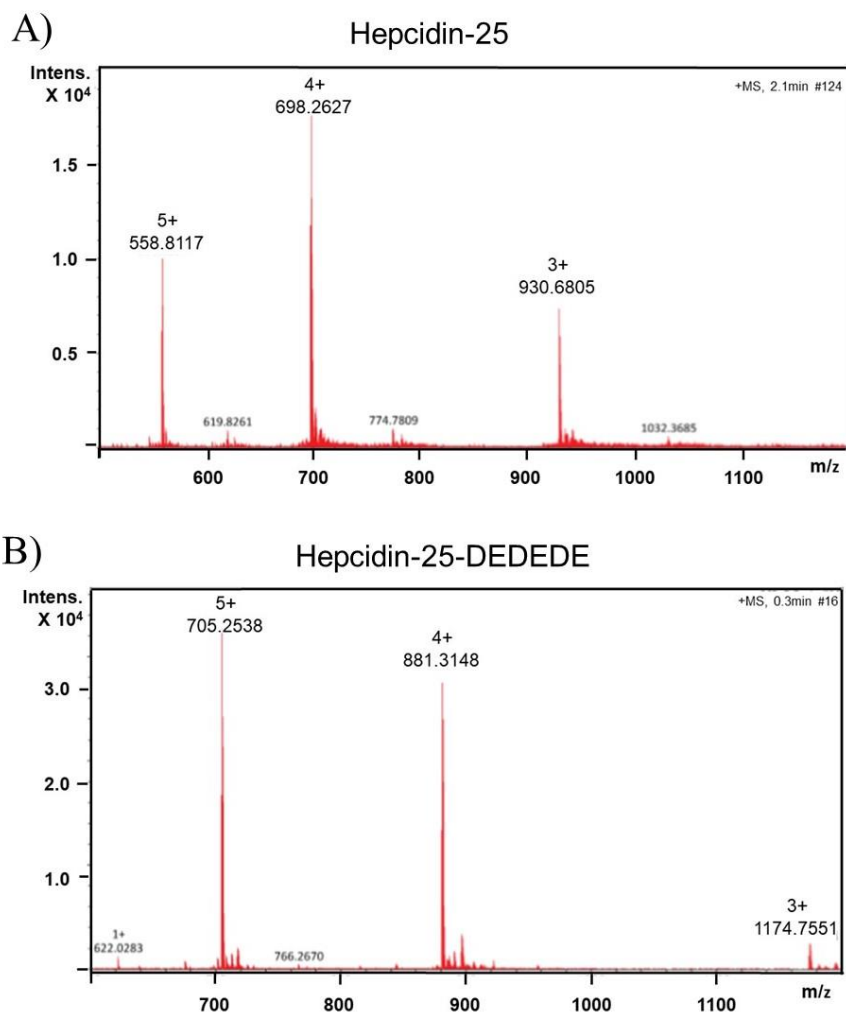 A)
Hepcidin-25
Intens.
X 10⁴
+MS, 2.1min #124
4+
698.2627
1.5
5+
558.8117
1.0
3+
930.6805
0.5
619.8261
774.7809
1032.3685
m/z
600 700 800 900 1000 1100
B)
Hepcidin-25-DEDEDE
Intens.
X 10⁴
+MS, 0.3min #16
5+
705.2538
4+
881.3148
3.0
2.0
1.0
3+
1174.7551
1+
622.0283
766.2670
m/z
700 800 900 1000 1100